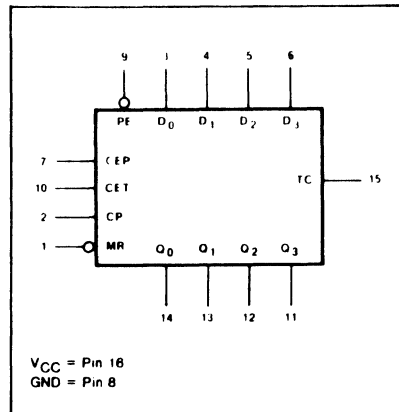 9 3 4 5 6
PE D0 D1 D2 D3
7 CEP
10 CET
TC 15
2 CP
1 MR
Q0 Q1 Q2 Q3
14 13 12 11
VCC = Pin 16
GND = Pin 8